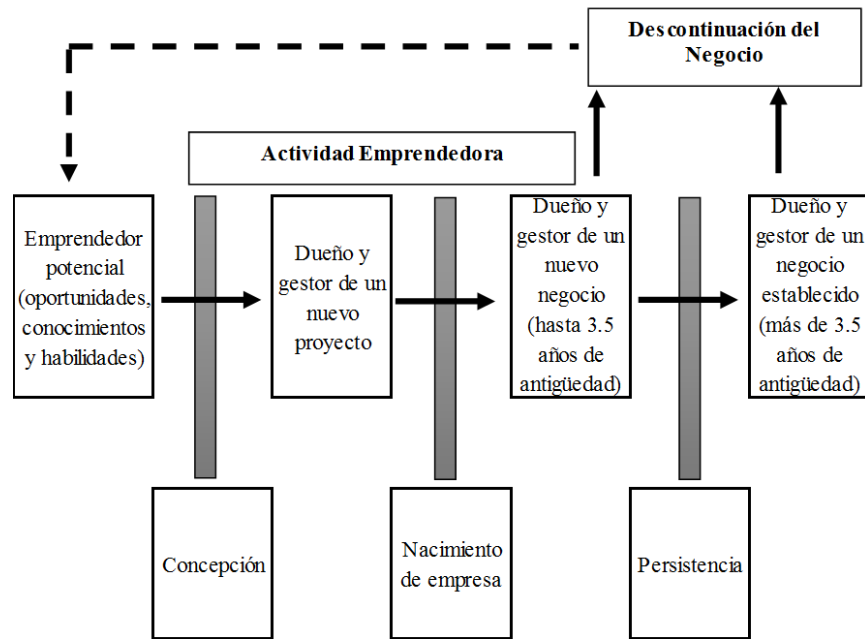 Descontinuación del
Negocio
Actividad Emprendedora
Emprendedor
potencial
(oportunidades,
conocimientos
y habilidades)
Dueño y
gestor de un
nuevo
proyecto
Dueño y
gestor de un
nuevo
negocio
(hasta 3.5
años de
antigüedad)
Dueño y
gestor de un
negocio
establecido
(más de 3.5
años de
antigüedad)
Concepción
Nacimiento
de empresa
Persistencia